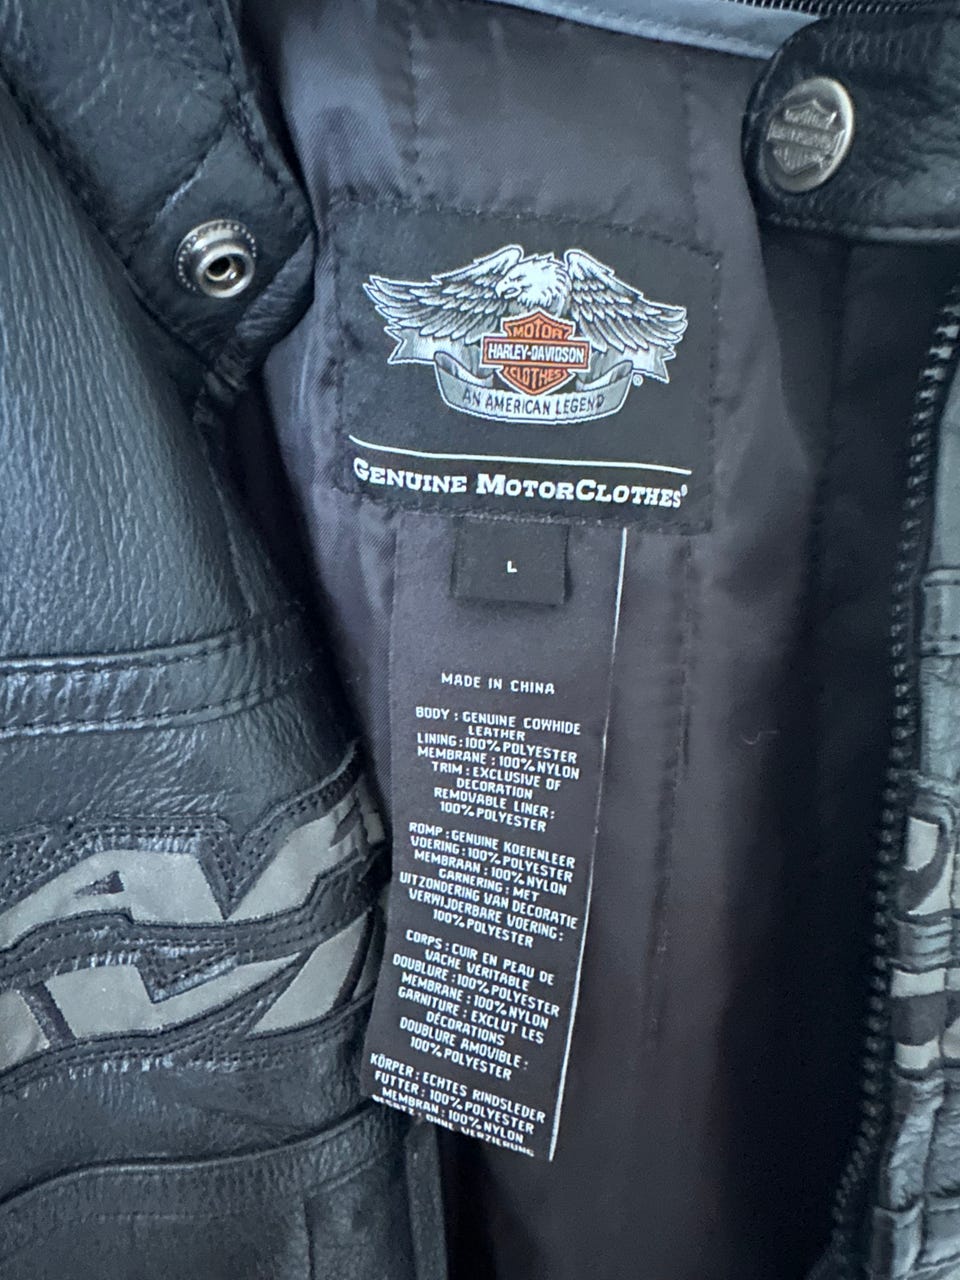 MOTOR
HARLEY-DAVIDSON
CLOTHES
®
AN AMERICAN LEGEND
GENUINE MOTORCLOTHES®
L
MADE IN CHINA
BODY : GENUINE COWHIDE
LEATHER
LINING : 100% POLYESTER
MEMBRANE : 100% NYLON
TRIM : EXCLUSIVE OF
DECORATION
REMOVABLE LINER :
100% POLYESTER
ROMP : GENUINE KOEIENLEER
VOERING : 100% POLYESTER
MEMBRAAN : 100% NYLON
GARNERING : MET
UITZONDERING VAN DECORATIE
VERWIJDERBARE VOERING :
100% POLYESTER
CORPS : CUIR EN PEAU DE
VACHE VERITABLE
DOUBLURE : 100% POLYESTER
MEMBRANE : 100% NYLON
GARNITURE : EXCLUT LES
DÉCORATIONS
DOUBLURE AMOVIBLE :
100% POLYESTER
KÖRPER : ECHTES RINDSLEDER
FUTTER : 100% POLYESTER
MEMBRAN : 100% NYLON
BESATZ : OHNE VERZIERUNG